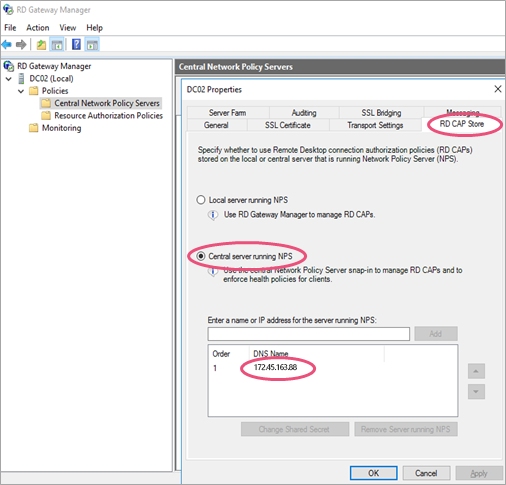 RD Gateway Manager
File Action View Help
RD Gateway Manager
DC02 (Local)
Policies
Central Network Policy Servers
Resource Authorization Policies
Monitoring
Central Network Policy Servers
DC02 Properties
Server Farm Auditing SSL Bridging Messaging
General SSL Certificate Transport Settings RD CAP Store
Specify whether to use Remote Desktop connection authorization policies (RD CAPs)
stored on the local or central server that is running Network Policy Server (NPS).
Local server running NPS
Use RD Gateway Manager to manage RD CAPs.
Central server running NPS
Use the central Network Policy Server snap-in to manage RD CAPs and to
enforce health policies for clients.
Enter a name or IP address for the server running NPS:
Add
Order DNS Name
1 172.45.163.88
Change Shared Secret Remove Server running NPS
OK Cancel Apply